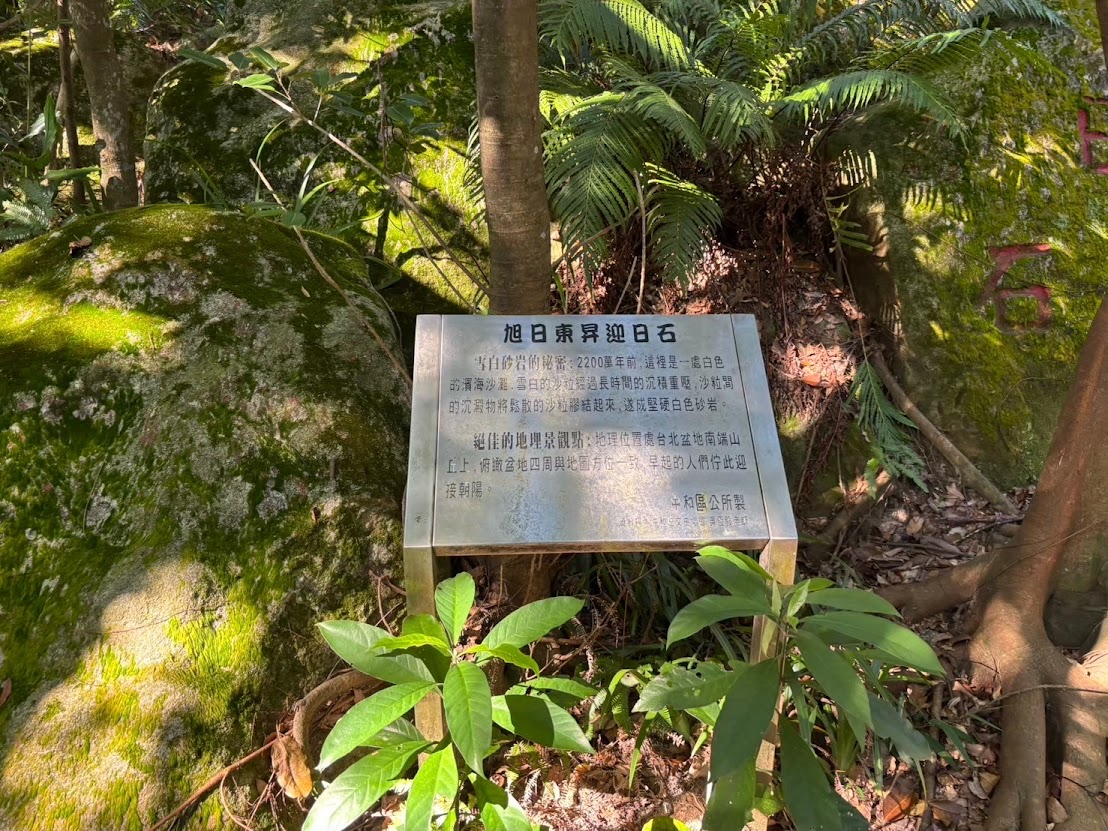 旭日東昇迎日石
雪白砂岩的秘密:2200萬年前,這裡是一處白色
的濱海沙灘,雪白的沙粒經過長時間的沉積重壓,沙粒間
的沉澱物將鬆散的沙粒膠結起來,遂成堅硬白色砂岩。
絕佳的地理景觀點:地理位置處台北盆地南端山
丘上,俯瞰盆地四周與地圖方位一致,早起的人們佇此迎
接朝陽。
中和區公所製
石